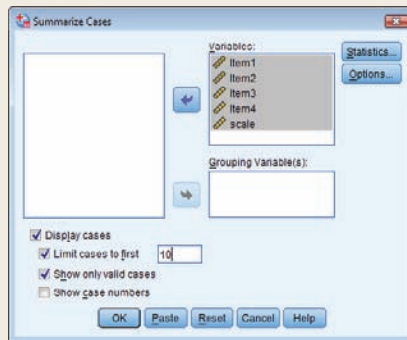 Summarize Cases
Variables:
Item1
Item2
Item3
Item4
scale
Statistics...
Options...
Grouping Variable(s):
Display cases
Limit cases to first 10
Show only valid cases
Show case numbers
OK Paste Reset Cancel Help